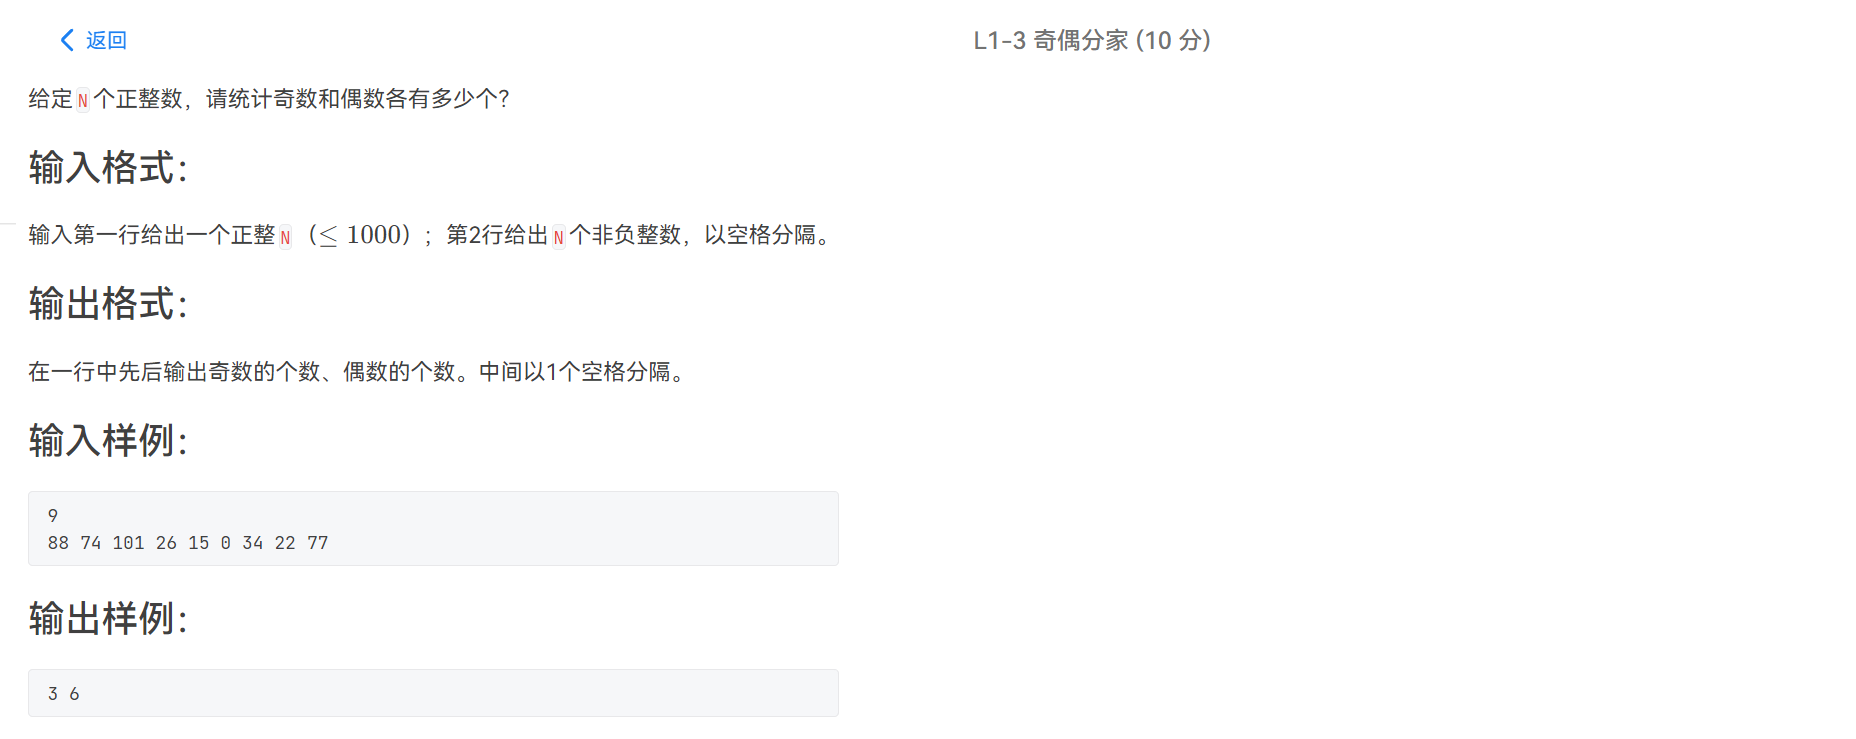 返回
L1-3 奇偶分家 (10 分)
给定 N 个正整数，请统计奇数和偶数各有多少个？
输入格式：
输入第一行给出一个正整 N（≤ 1000）；第2行给出 N 个非负整数，以空格分隔。
输出格式：
在一行中先后输出奇数的个数、偶数的个数。中间以1个空格分隔。
输入样例：
9
88 74 101 26 15 0 34 22 77
输出样例：
3 6